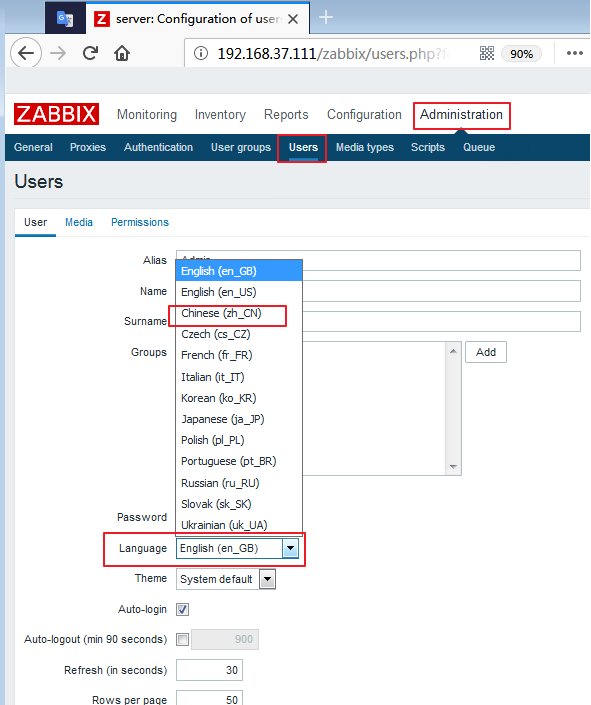 server: Configuration of user
192.168.37.111/zabbix/users.php?f
90%
ZABBIX
Monitoring Inventory Reports Configuration Administration
General Proxies Authentication User groups Users Media types Scripts Queue
Users
User Media Permissions
Alias Admin
English (en_GB)
Name
English (en_US)
Chinese (zh_CN)
Surname
Czech (cs_CZ)
Groups
French (fr_FR)
Add
Italian (it_IT)
Korean (ko_KR)
Japanese (ja_JP)
Polish (pl_PL)
Portuguese (pt_BR)
Russian (ru_RU)
Slovak (sk_SK)
Password
Ukrainian (uk_UA)
Language English (en_GB)
Theme System default
Auto-login
Auto-logout (min 90 seconds) 900
Refresh (in seconds) 30
Rows per page 50